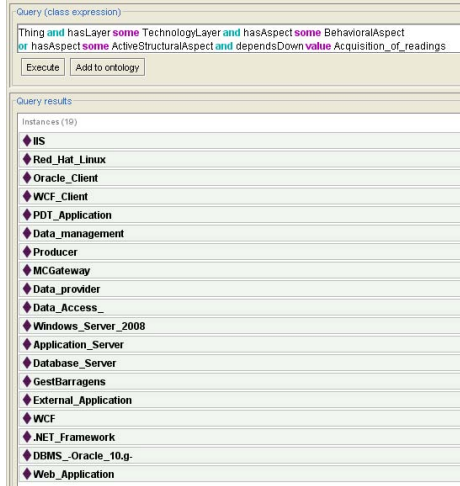 Query (class expression)
Thing and hasLayer some TechnologyLayer and hasAspect some BehavioralAspect
or hasAspect some ActiveStructuralAspect and dependsDown value Acquisition_of_readings
Execute Add to ontology
Query results
Instances (19)
IIS
Red_Hat_Linux
Oracle_Client
WCF_Client
PDT_Application
Data_management
Producer
MCGateway
Data_provider
Data_Access_
Windows_Server_2008
Application_Server
Database_Server
GestBarragens
External_Application
WCF
.NET_Framework
DBMS_-Oracle_10.g-
Web_Application